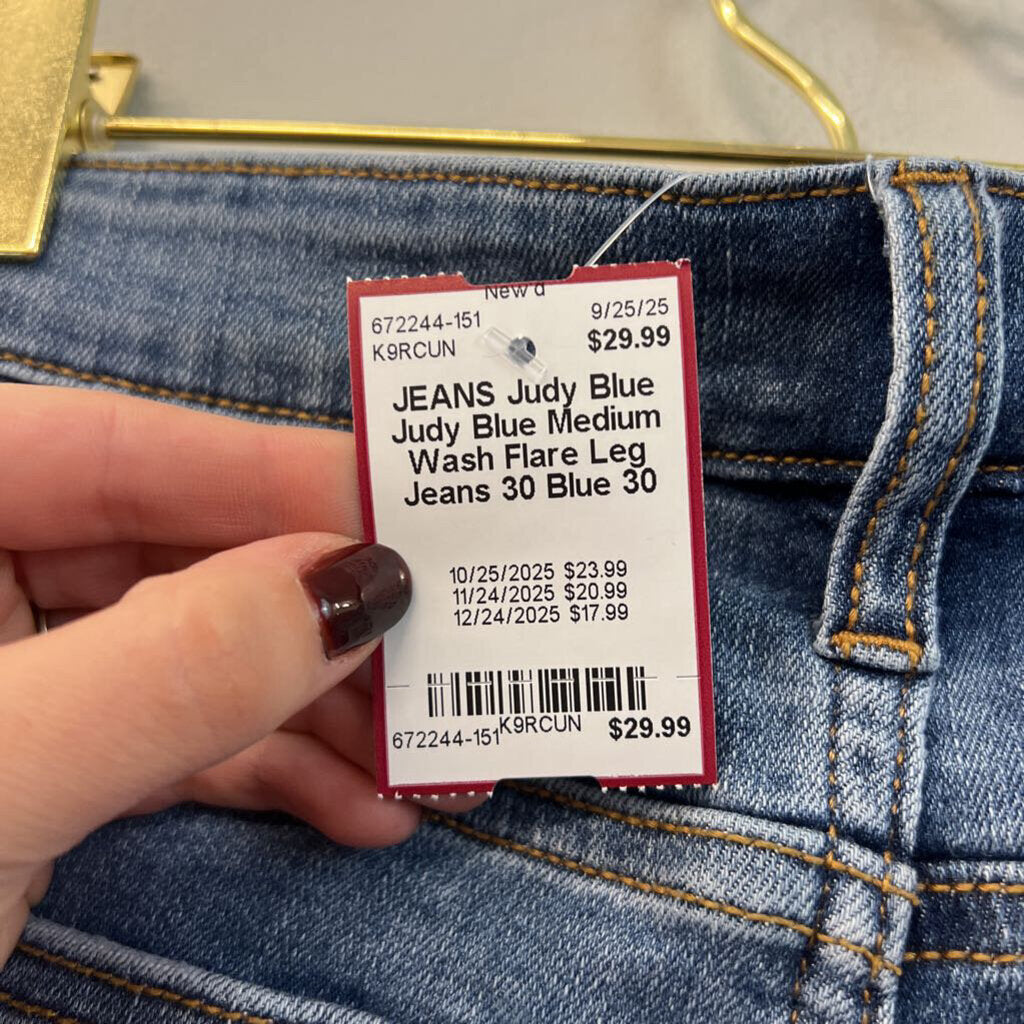 New
672244-151 9/25/25
K9RCUN $29.99
JEANS Judy Blue
Judy Blue Medium
Wash Flare Leg
Jeans 30 Blue 30
10/25/2025 $23.99
11/24/2025 $20.99
12/24/2025 $17.99
672244-151 K9RCUN $29.99